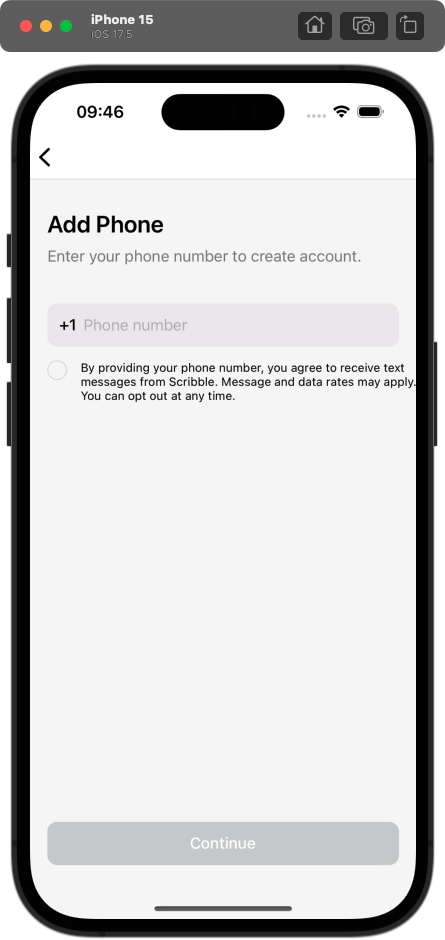 iPhone 15
iOS 17.5
09:46
Add Phone
Enter your phone number to create account.
+1 Phone number
By providing your phone number, you agree to receive text
messages from Scribble. Message and data rates may apply.
You can opt out at any time.
Continue